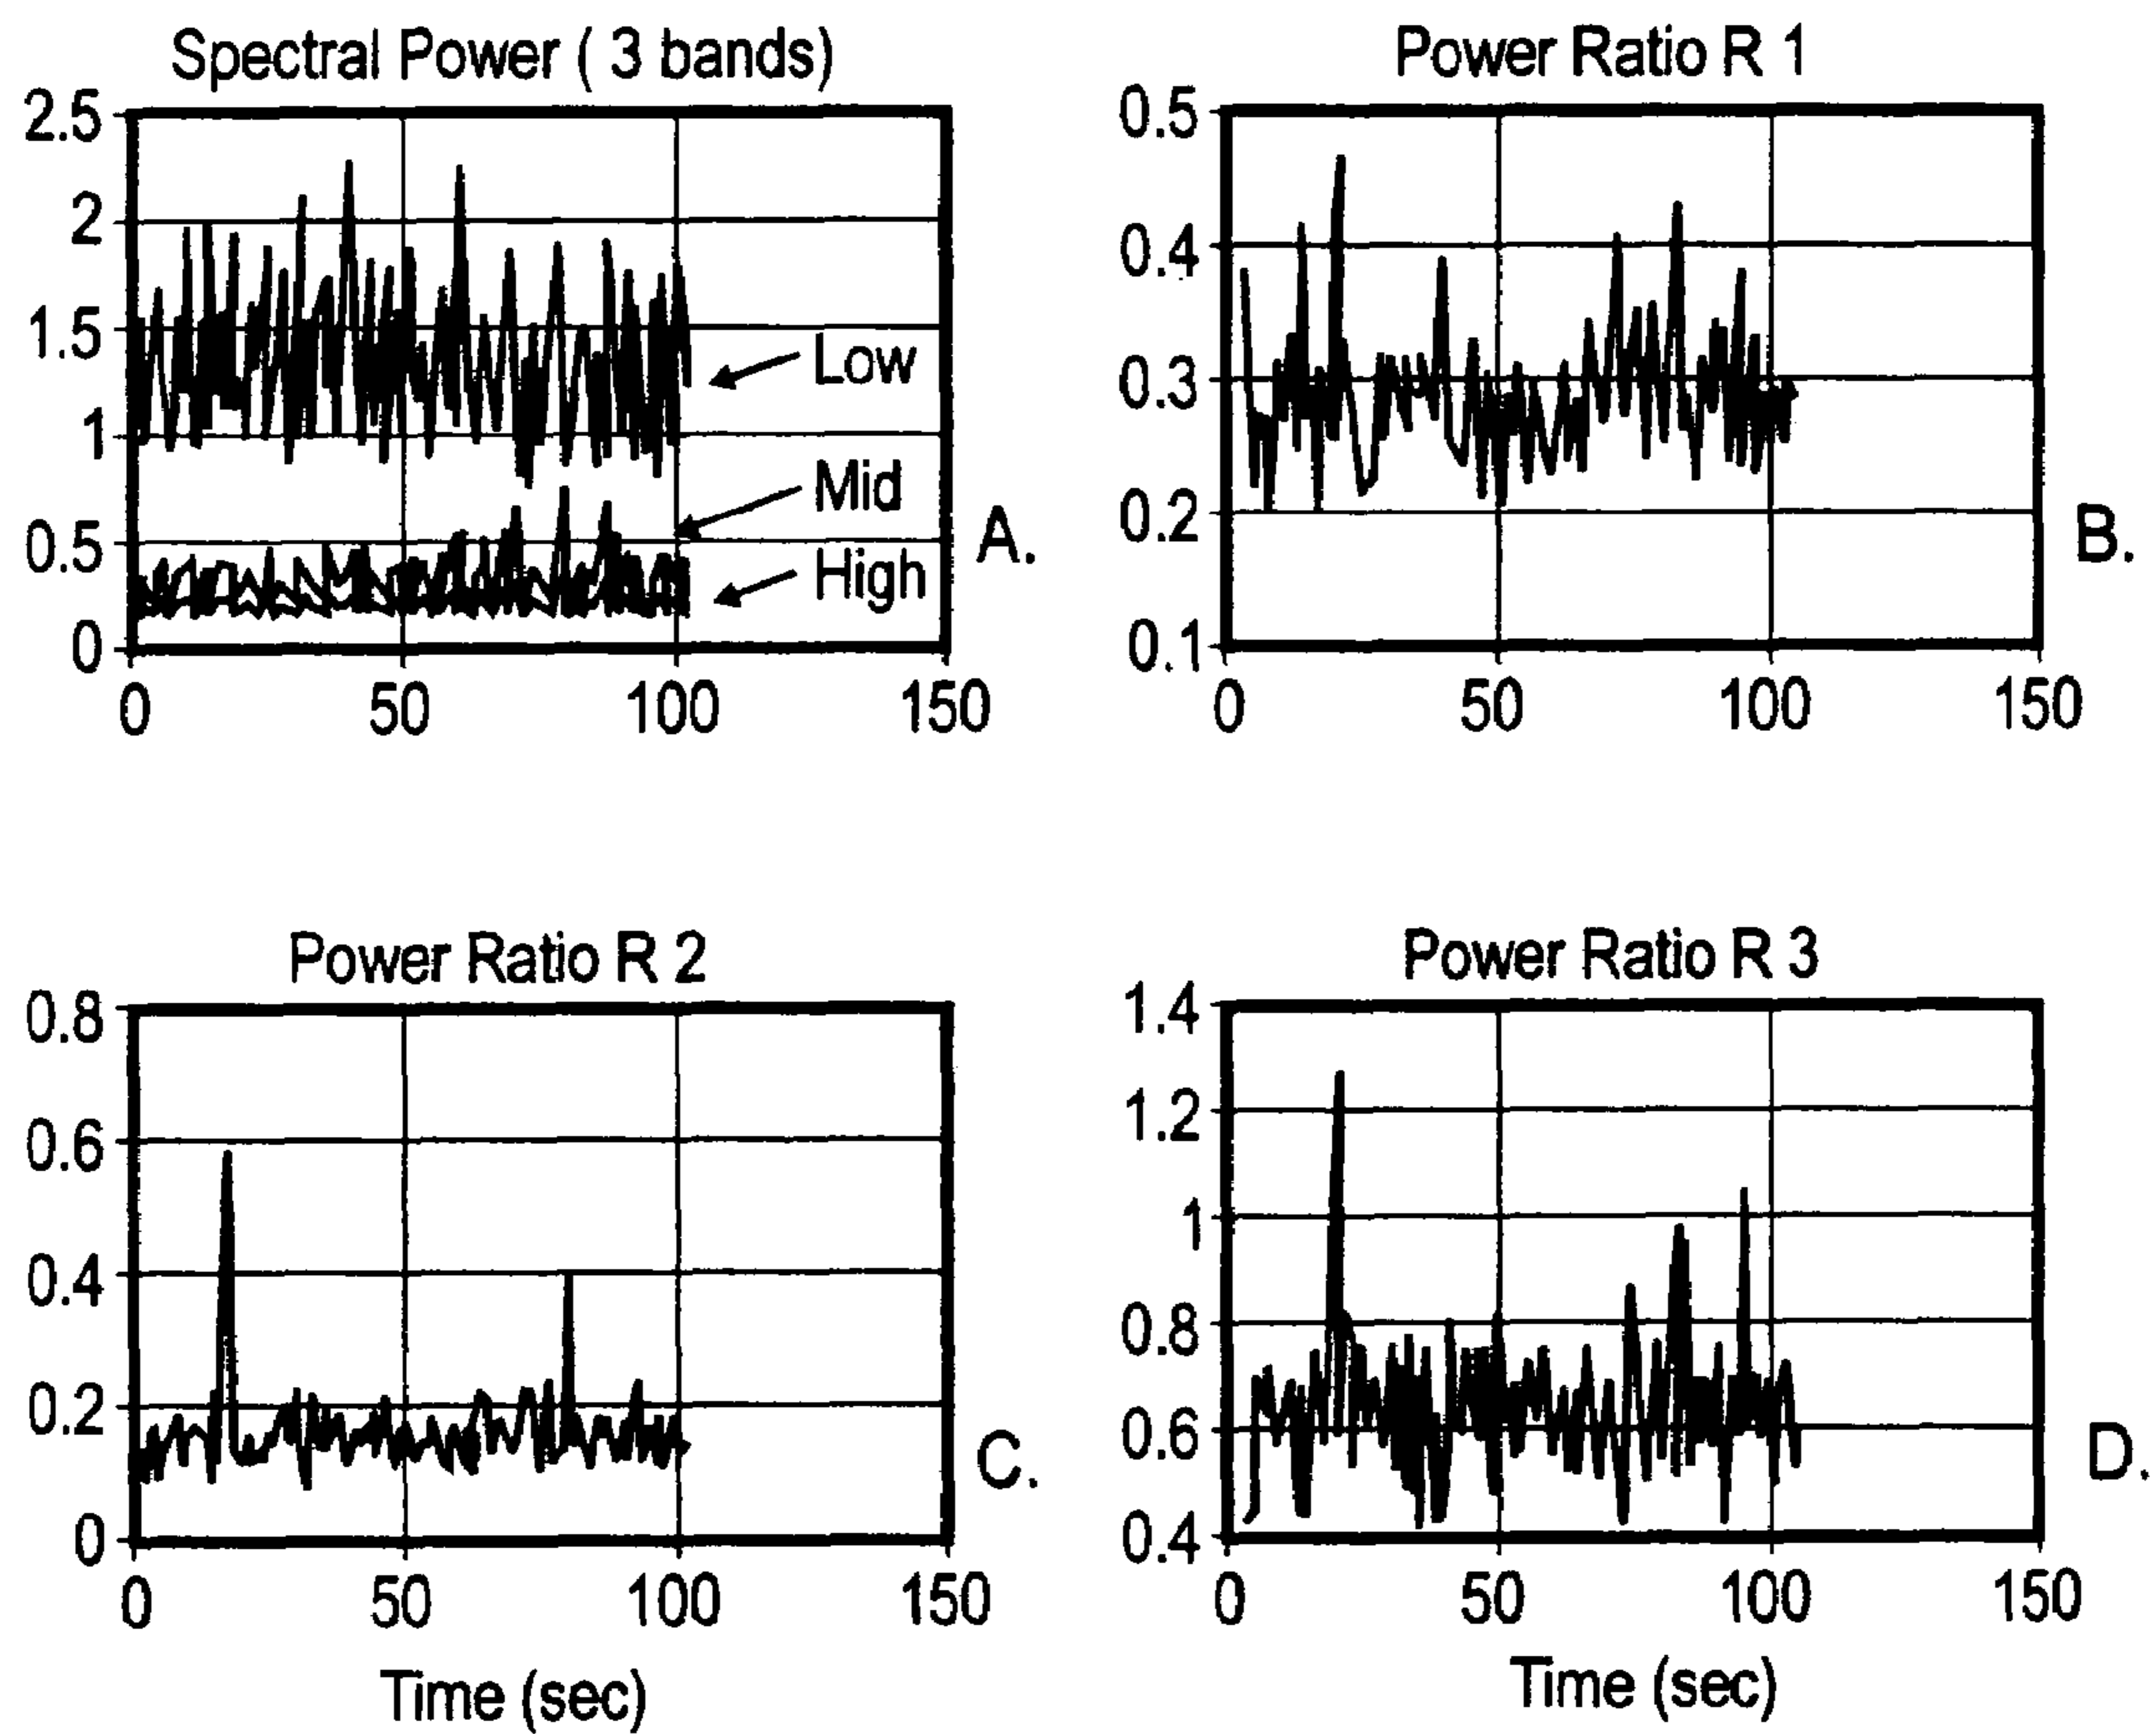 Spectral Power ( 3 bands)
2.5
2
1.5
1
0.5
0
0 50 100 150
Low
Mid
High
A.
Power Ratio R 1
0.5
0.4
0.3
0.2
0.1
0 50 100 150
B.
Power Ratio R 2
0.8
0.6
0.4
0.2
0
0 50 100 150
Time (sec)
C.
Power Ratio R 3
1.4
1.2
1
0.8
0.6
0.4
0 50 100 150
Time (sec)
D.